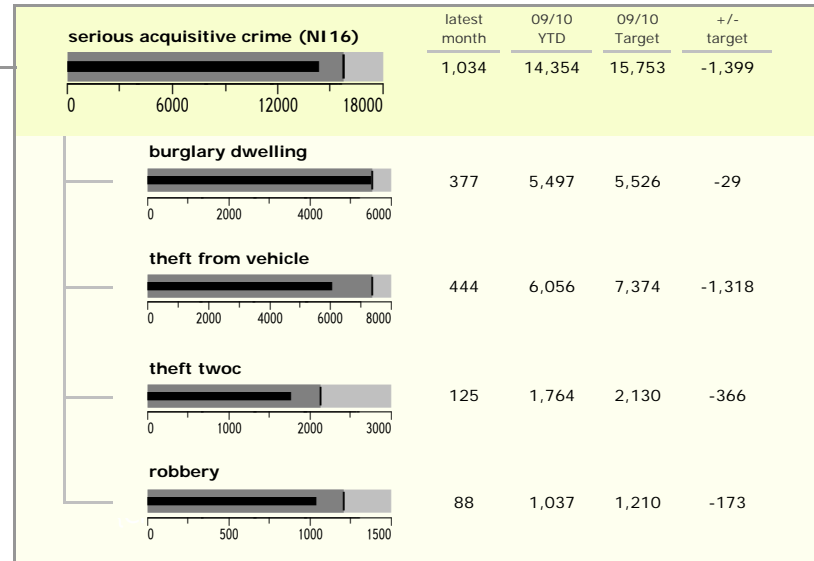 latest 09/10 09/10 +/-
serious acquisitive crime (NI16) month YTD Target target
1,034 14,354 15,753 -1,399
0 6000 12000 18000
burglary dwelling
377 5,497 5,526 -29
0 2000 4000 6000
theft from vehicle
444 6,056 7,374 -1,318
0 2000 4000 6000 8000
theft twoc
125 1,764 2,130 -366
0 1000 2000 3000
robbery
88 1,037 1,210 -173
0 500 1000 1500